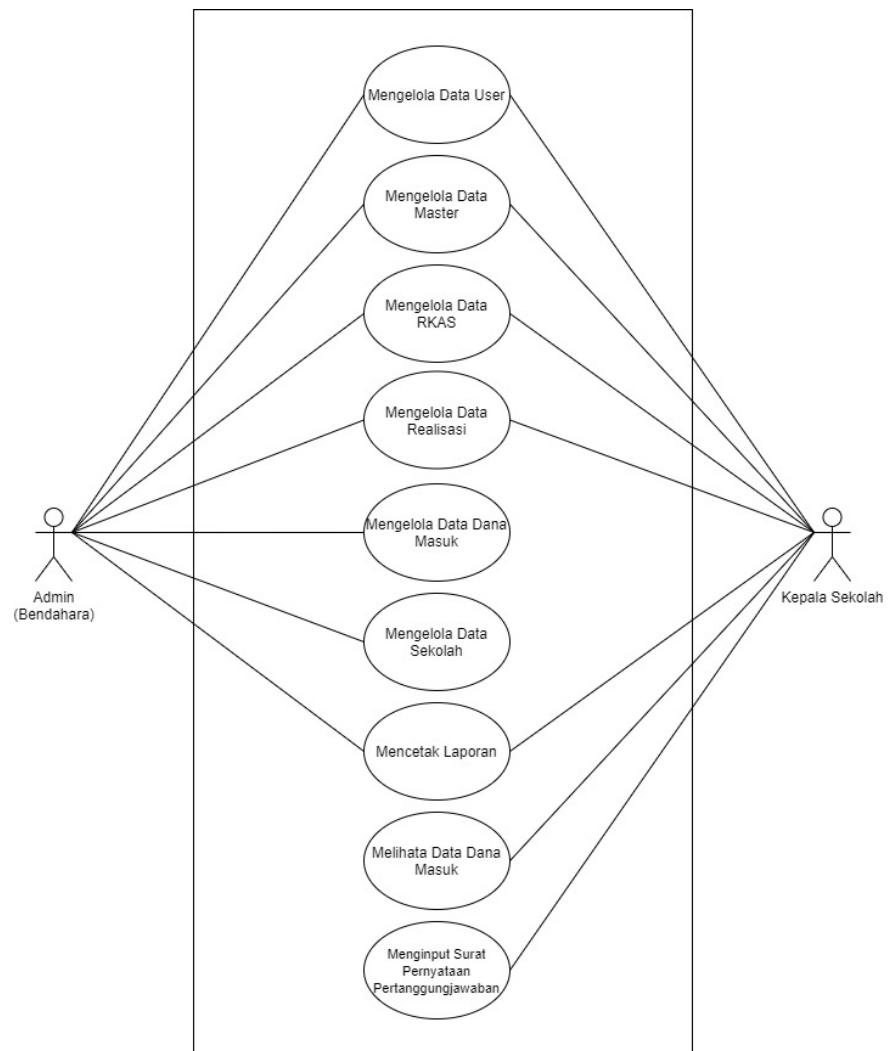 Mengelola Data User
Mengelola Data
Master
Mengelola Data
RKAS
Mengelola Data
Realisasi
Mengelola Data Dana
Masuk
Admin
(Bendahara)
Kepala Sekolah
Mengelola Data
Sekolah
Mencetak Laporan
Melihata Data Dana
Masuk
Menginput Surat
Pernyataan
Pertanggungjawaban